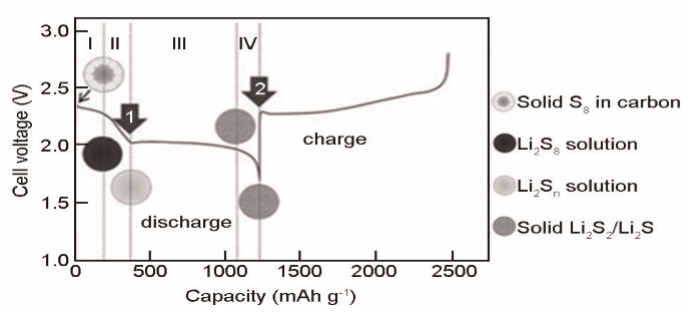 3.0
I II III IV
2.5
2
1
2.0
charge
1.5
discharge
1.0
0 500 1000 1500 2000 2500
Cell voltage (V)
Capacity (mAh g⁻¹)
Solid S₈ in carbon
Li₂S₈ solution
Li₂Sₙ solution
Solid Li₂S₂/Li₂S